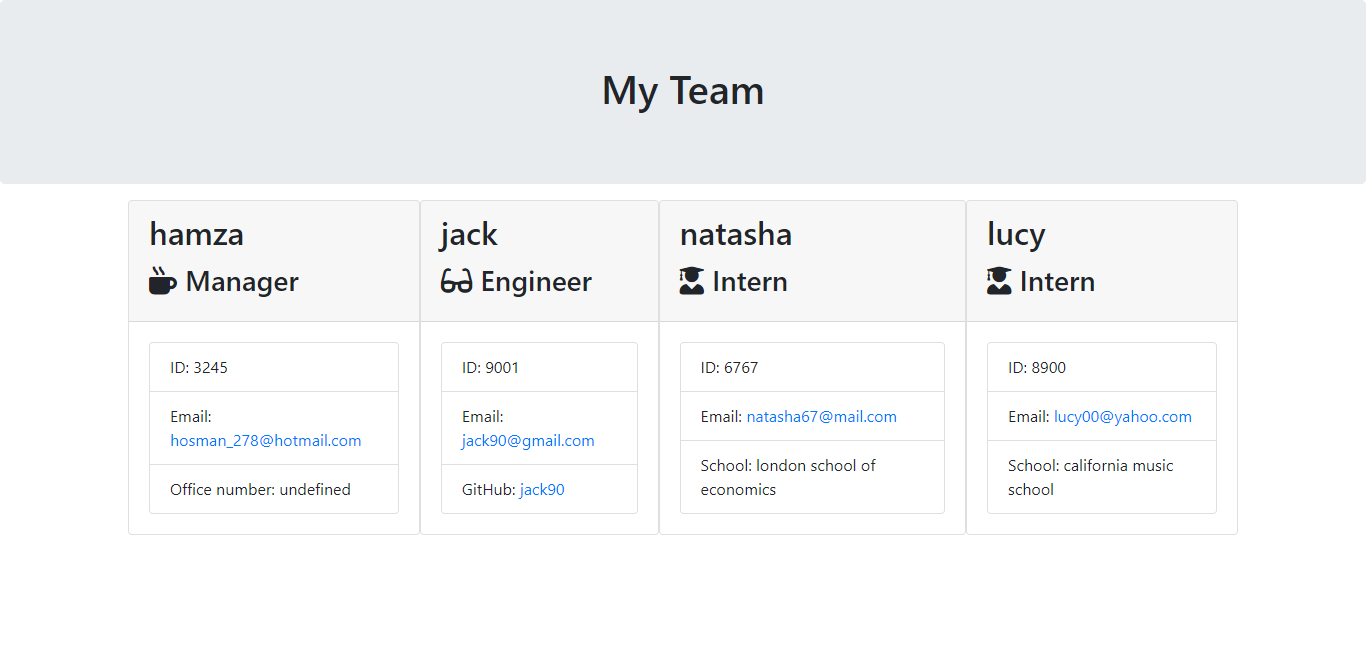 My Team
hamza
Manager
ID: 3245
Email:
hosman_278@hotmail.com
Office number: undefined
jack
Engineer
ID: 9001
Email:
jack90@gmail.com
GitHub: jack90
natasha
Intern
ID: 6767
Email: natasha67@mail.com
School: london school of
economics
lucy
Intern
ID: 8900
Email: lucy00@yahoo.com
School: california music
school